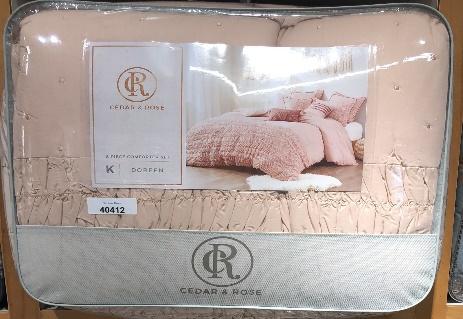 CR
CEDAR & ROSE
8 PIECE COMFORTER SET
K DOREEN
40412
CR
CEDAR & ROSE